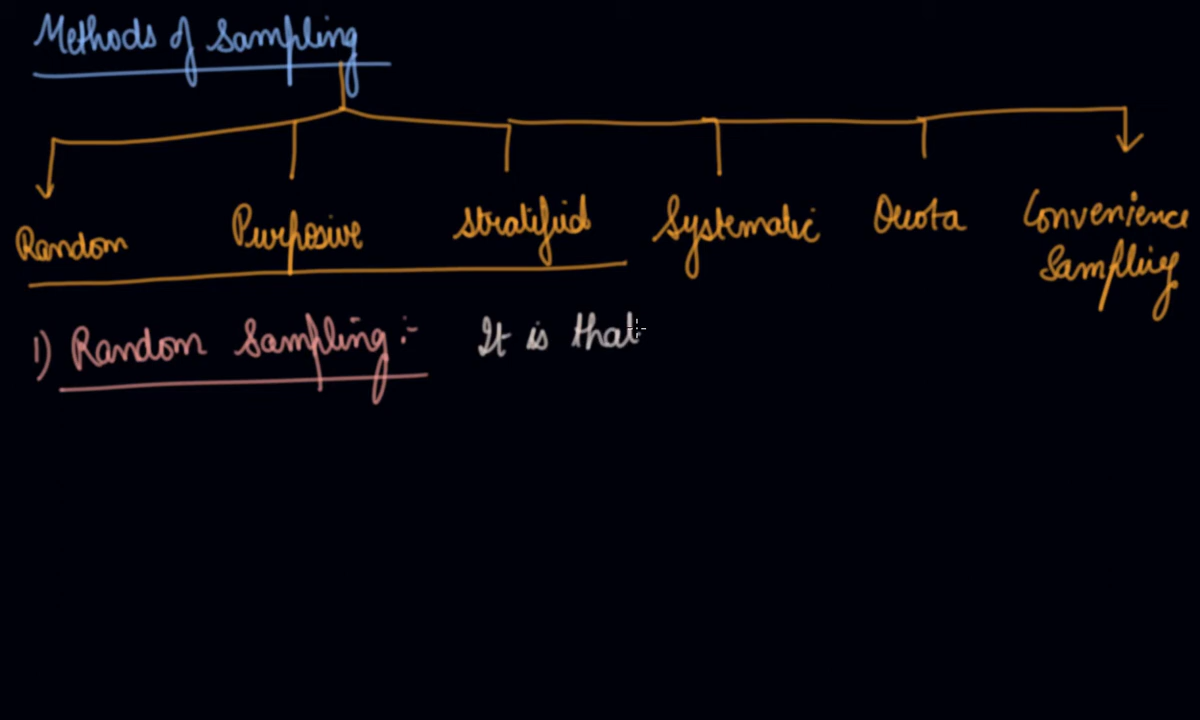 Methods of Sampling
Random Purposive Stratified Systematic Quota Convenience
Sampling
1) Random Sampling :- It is that